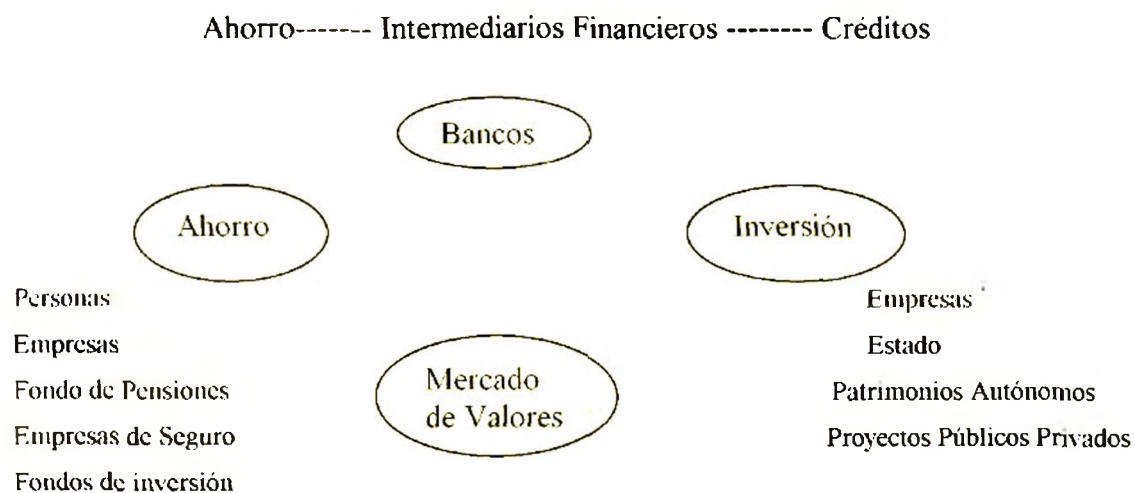 Ahorro------- Intermediarios Financieros -------- Créditos
Bancos
Ahorro
Inversión
Personas
Empresas
Fondo de Pensiones
Empresas de Seguro
Fondos de inversión
Mercado
de Valores
Empresas
Estado
Patrimonios Autónomos
Proyectos Públicos Privados